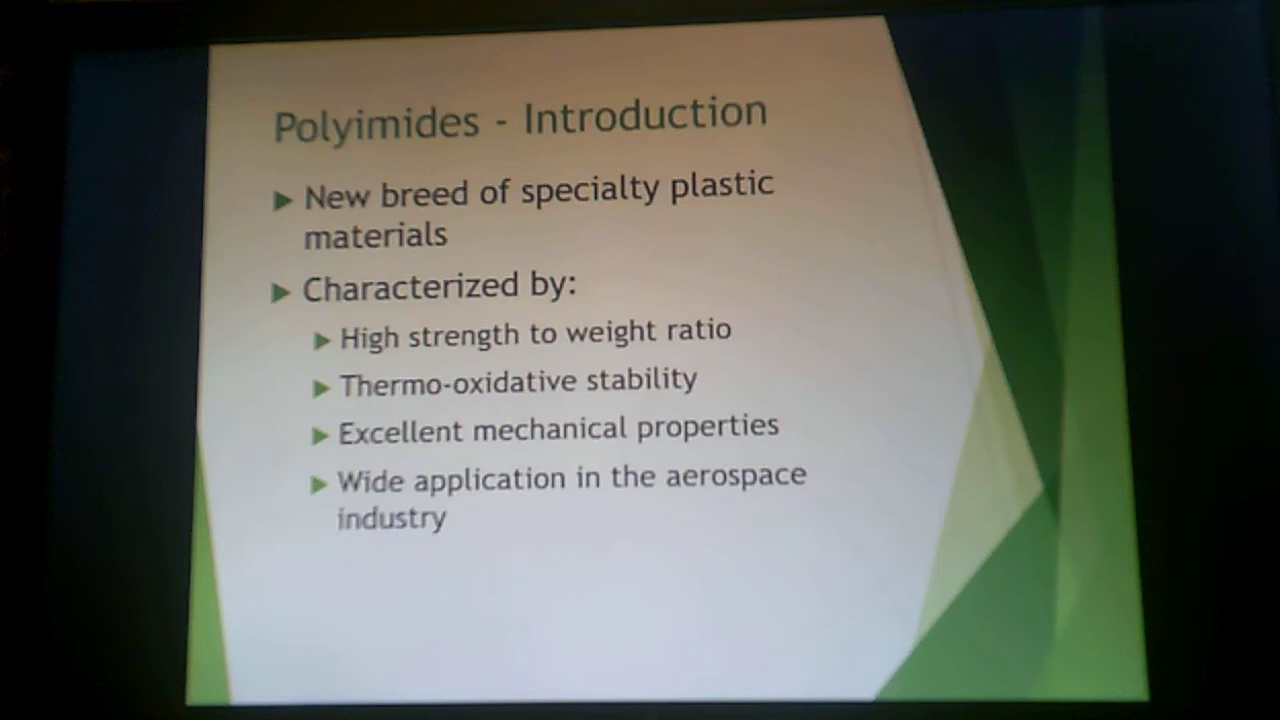 Polyimides - Introduction
New breed of specialty plastic
materials
Characterized by:
High strength to weight ratio
Thermo-oxidative stability
Excellent mechanical properties
Wide application in the aerospace
industry